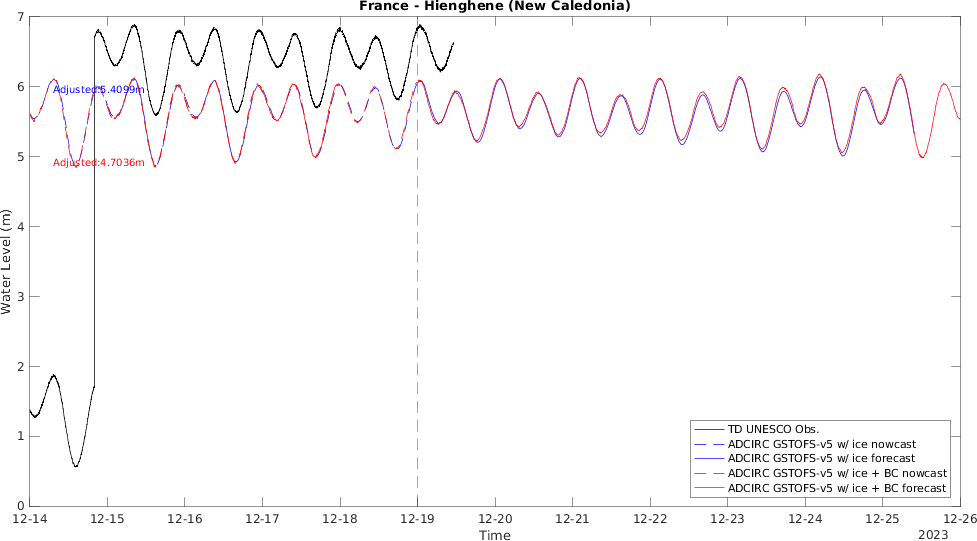 France - Hienghene (New Caledonia)
7
6
5
4
3
2
1
0
Water Level (m)
Adjusted:5.4099m
Adjusted:4.7036m
TD UNESCO Obs.
ADCIRC GSTOFS-v5 w/ ice nowcast
ADCIRC GSTOFS-v5 w/ ice forecast
ADCIRC GSTOFS-v5 w/ ice + BC nowcast
ADCIRC GSTOFS-v5 w/ ice + BC forecast
12-14 12-15 12-16 12-17 12-18 12-19 12-20 12-21 12-22 12-23 12-24 12-25 12-26
Time
2023